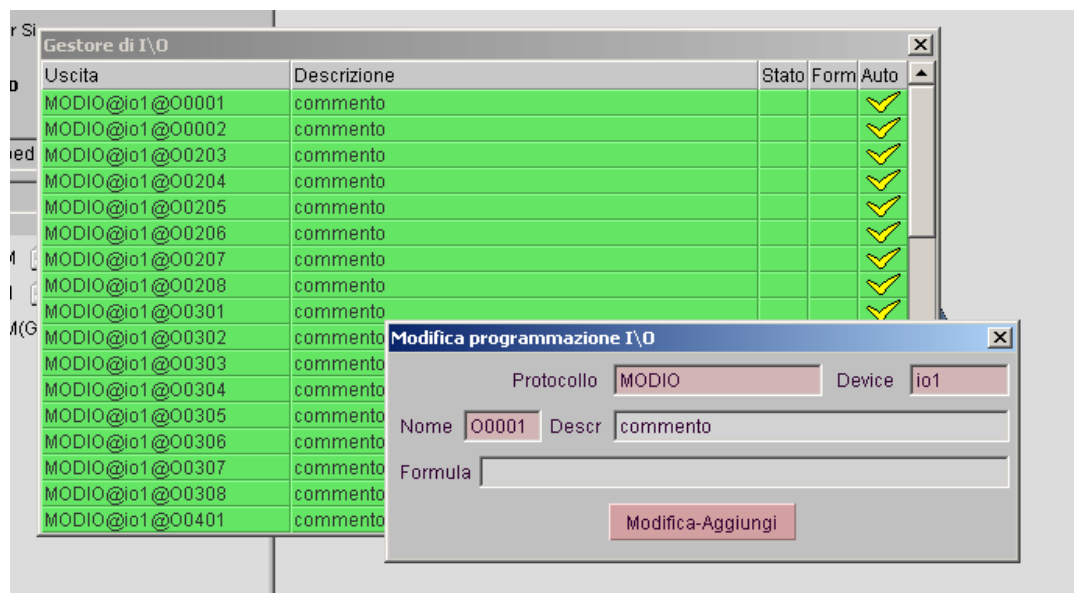 r Si
Gestore di I\O
Uscita Descrizione Stato Form Auto
MODIO@io1@O0001 commento
MODIO@io1@O0002 commento
MODIO@io1@O0203 commento
MODIO@io1@O0204 commento
MODIO@io1@O0205 commento
MODIO@io1@O0206 commento
MODIO@io1@O0207 commento
MODIO@io1@O0208 commento
MODIO@io1@O0301 commento
MODIO@io1@O0302 commento
MODIO@io1@O0303 commento
MODIO@io1@O0304 commento
MODIO@io1@O0305 commento
MODIO@io1@O0306 commento
MODIO@io1@O0307 commento
MODIO@io1@O0308 commento
MODIO@io1@O0401 commento
Modifica programmazione I\O
Protocollo MODIO Device io1
Nome O0001 Descr commento
Formula
Modifica-Aggiungi